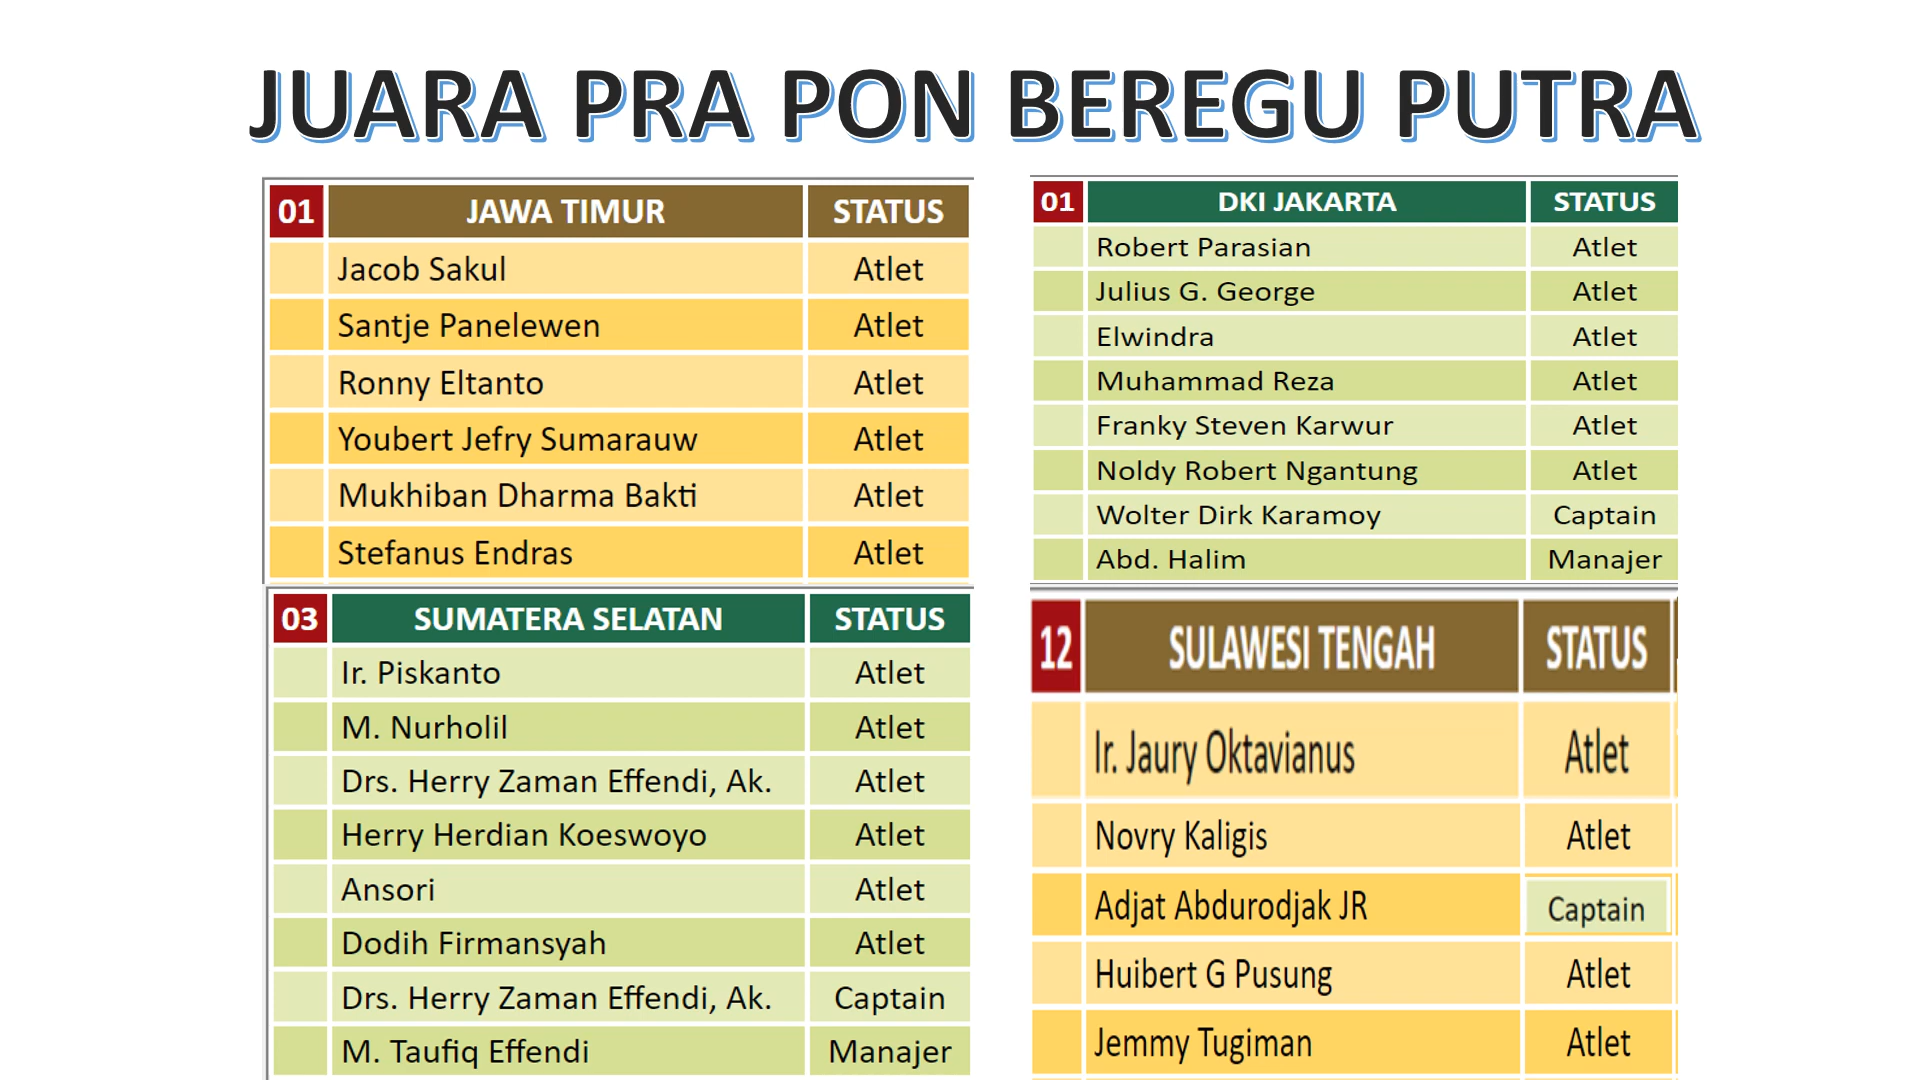 JUARA PRA PON BEREGU PUTRA
01 JAWA TIMUR STATUS
Jacob Sakul Atlet
Santje Panelewen Atlet
Ronny Eltanto Atlet
Youbert Jefry Sumarauw Atlet
Mukhiban Dharma Bakti Atlet
Stefanus Endras Atlet
01 DKI JAKARTA STATUS
Robert Parasian Atlet
Julius G. George Atlet
Elwindra Atlet
Muhammad Reza Atlet
Franky Steven Karwur Atlet
Noldy Robert Ngantung Atlet
Wolter Dirk Karamoy Captain
Abd. Halim Manajer
03 SUMATERA SELATAN STATUS
Ir. Piskanto Atlet
M. Nurholil Atlet
Drs. Herry Zaman Effendi, Ak. Atlet
Herry Herdian Koeswoyo Atlet
Ansori Atlet
Dodih Firmansyah Atlet
Drs. Herry Zaman Effendi, Ak. Captain
M. Taufiq Effendi Manajer
12 SULAWESI TENGAH STATUS
Ir. Jaury Oktavianus Atlet
Novry Kaligis Atlet
Adjat Abdurodjak JR Captain
Huibert G Pusung Atlet
Jemmy Tugiman Atlet